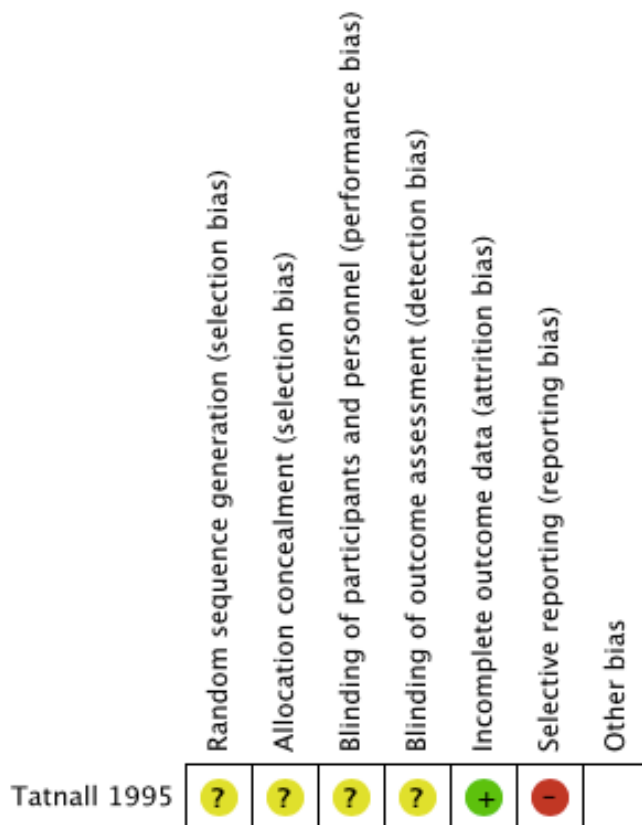 Random sequence generation (selection bias)
Allocation concealment (selection bias)
Blinding of participants and personnel (performance bias)
Blinding of outcome assessment (detection bias)
Incomplete outcome data (attrition bias)
Selective reporting (reporting bias)
Other bias
Tatnall 1995 ? ? ? ? + -